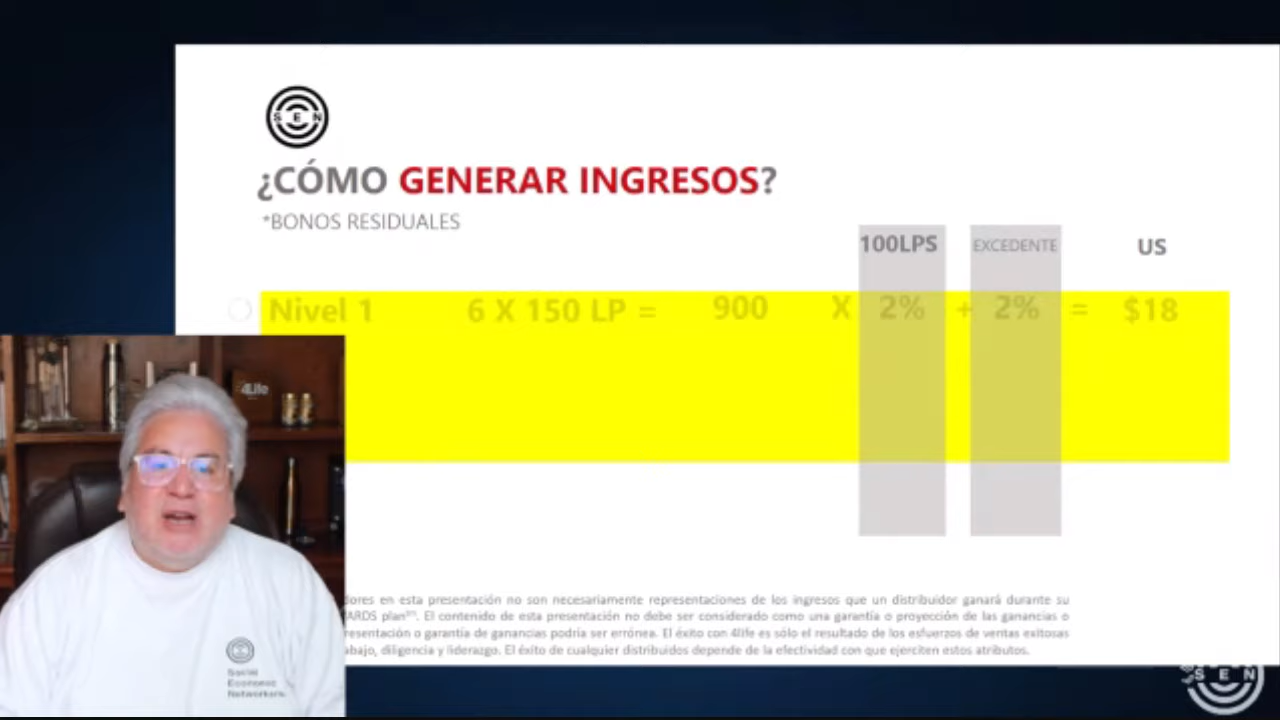 SEN
¿CÓMO GENERAR INGRESOS?
*BONOS RESIDUALES
100LPS EXCEDENTE US
Nivel 1 6 X 150 LP = 900 X 2% + 2% = $18
dores en esta presentación no son necesariamente representaciones de los ingresos que un distribuidor ganará durante su
ARDS plan. El contenido de esta presentación no debe ser considerado como una garantía o proyección de las ganancias o
resentación o garantía de ganancias podría ser errónea. El éxito con 4life es sólo el resultado de los esfuerzos de ventas exitosas
abajo, diligencia y liderazgo. El éxito de cualquier distribuidos depende de la efectividad con que ejerciten estos atributos.
4Life
Social
Economic
Networkers.
SEN